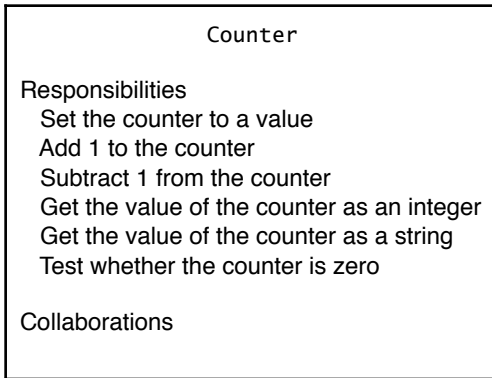 Counter
Responsibilities
Set the counter to a value
Add 1 to the counter
Subtract 1 from the counter
Get the value of the counter as an integer
Get the value of the counter as a string
Test whether the counter is zero
Collaborations